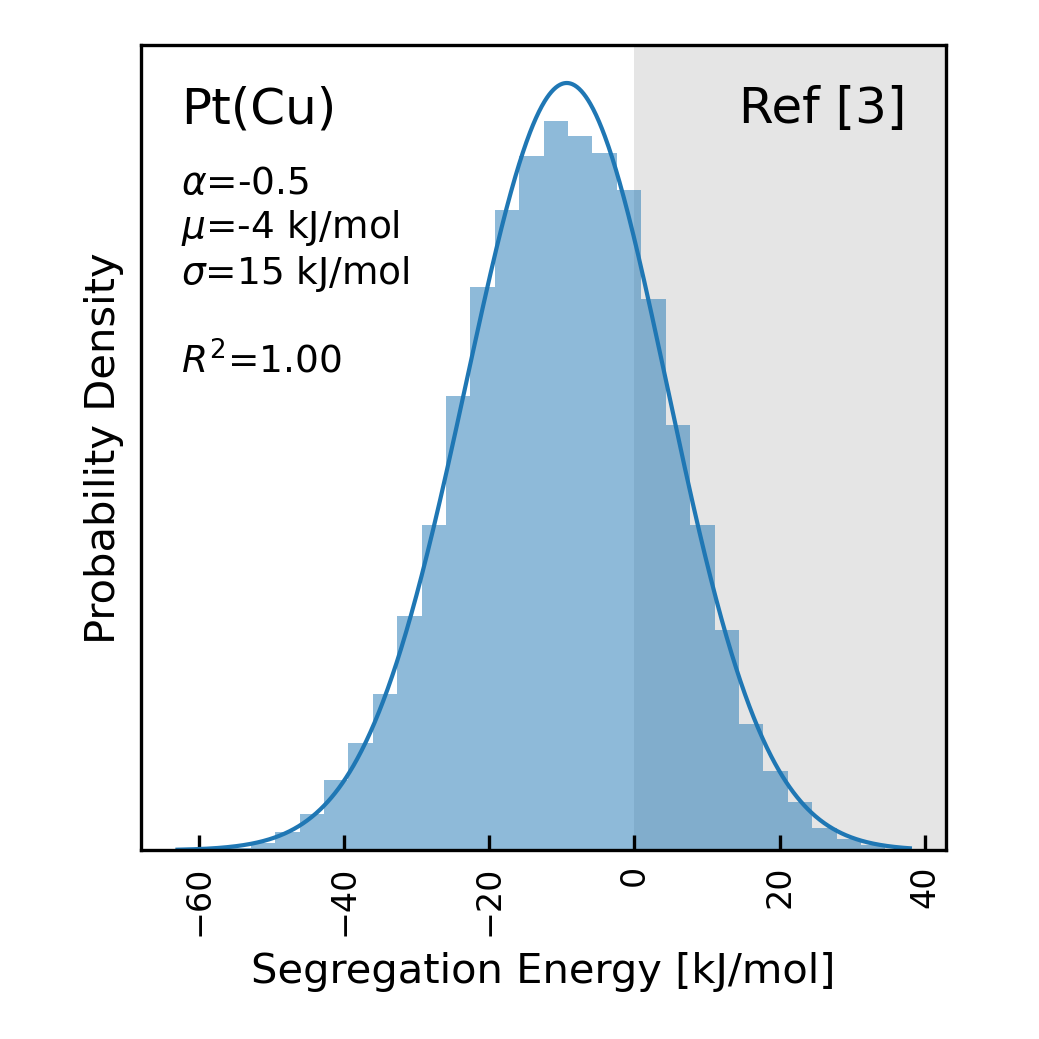 Pt(Cu)
Ref [3]
α=-0.5
μ=-4 kJ/mol
σ=15 kJ/mol
R²=1.00
Probability Density
−60
−40
−20
0
20
40
Segregation Energy [kJ/mol]